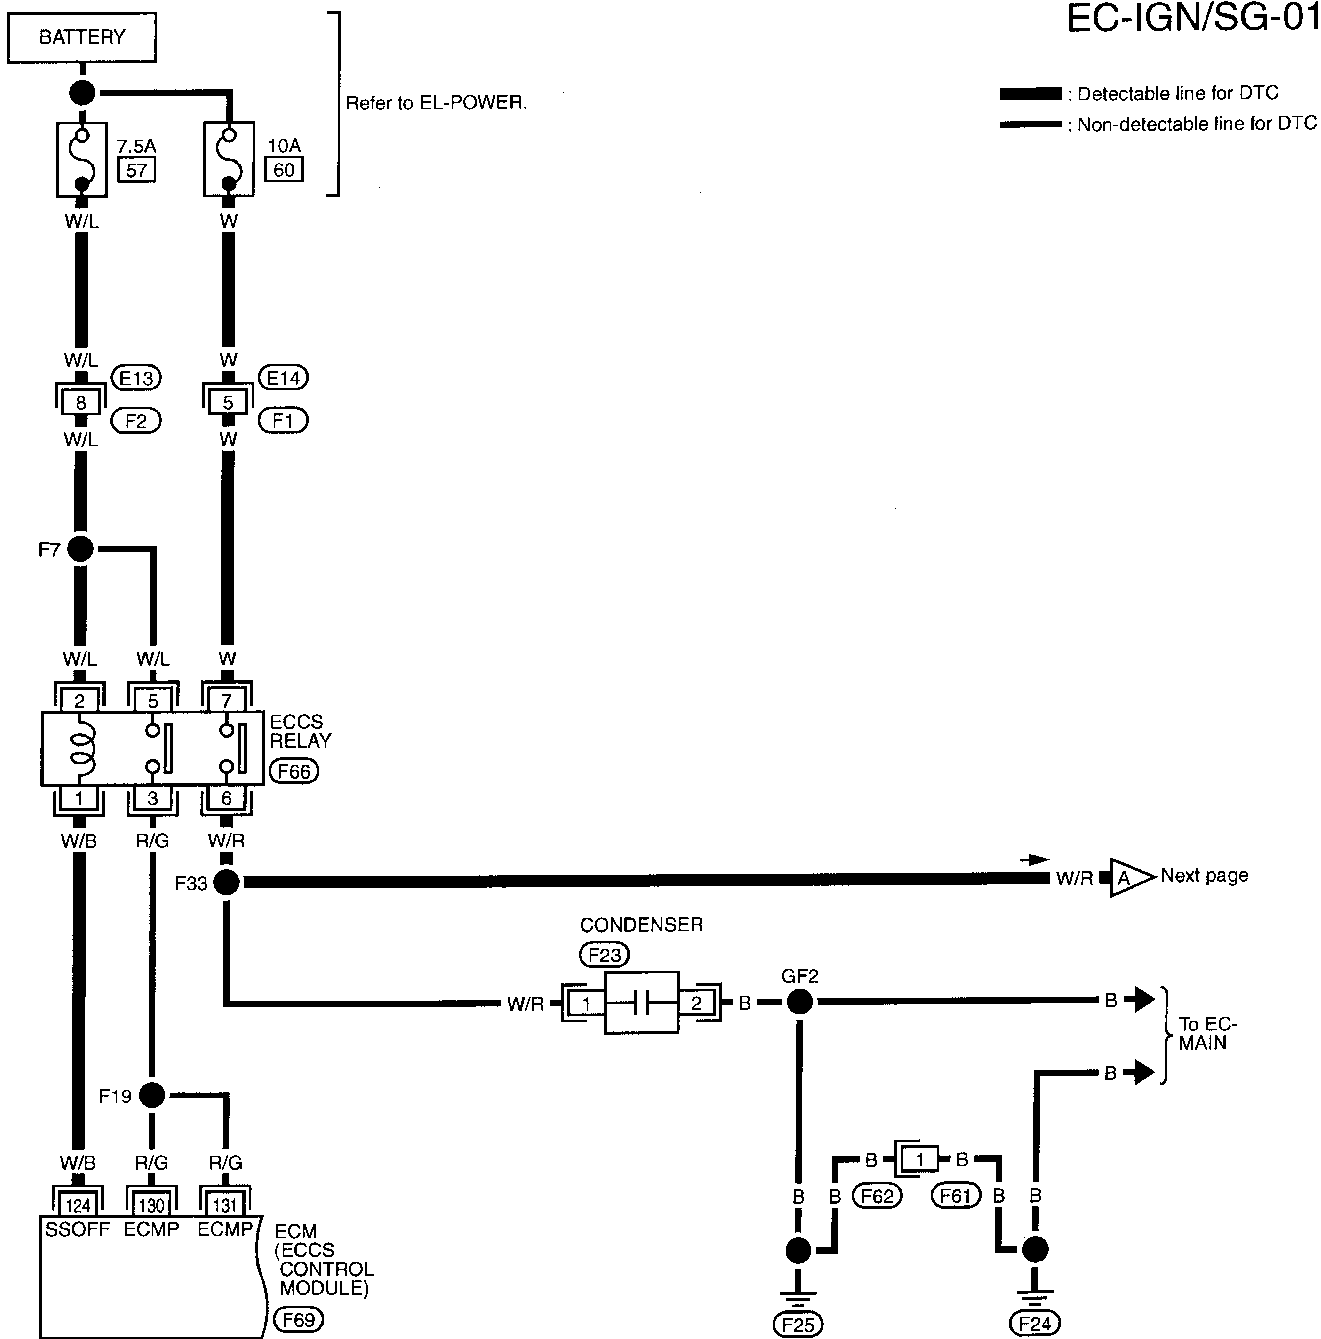 EC-IGN/SG-01
BATTERY
Refer to EL-POWER.
: Detectable line for DTC
: Non-detectable line for DTC
7.5A
57
10A
60
W/L
W
W/L
W
E13
E14
8
5
F2
F1
W/L
W
F7
W/L
W/L
W
2
5
7
ECCS
RELAY
F66
1
3
6
W/B
R/G
W/R
F33
W/R
A
Next page
CONDENSER
F23
W/R
1
2
B
GF2
B
To EC-
MAIN
B
F19
W/B
R/G
R/G
B
1
B
F62
F61
B
B
B
B
124
130
131
SSOFF
ECMP
ECMP
ECM
(ECCS
CONTROL
MODULE)
F69
F25
F24